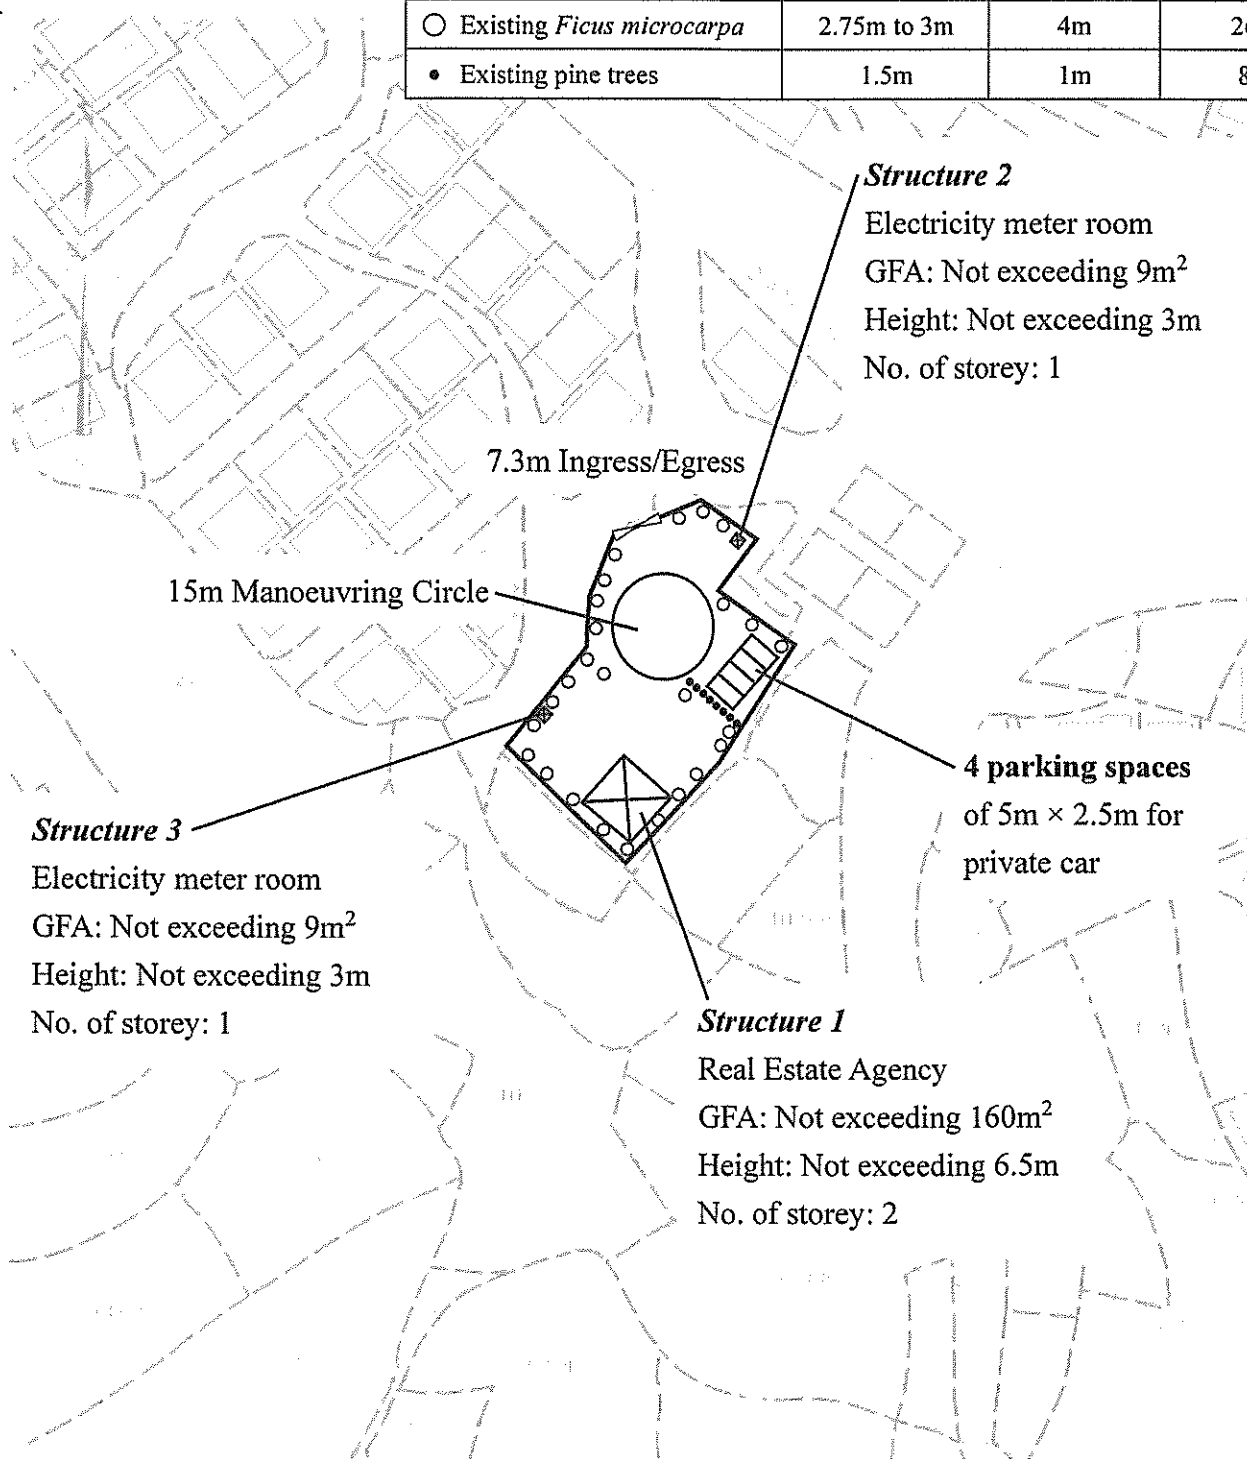 ○ Existing Ficus microcarpa 2.75m to 3m 4m
• Existing pine trees 1.5m 1m 8
Structure 2
Electricity meter room
GFA: Not exceeding 9m²
Height: Not exceeding 3m
No. of storey: 1
7.3m Ingress/Egress
15m Manoeuvring Circle
4 parking spaces
of 5m × 2.5m for
private car
Structure 3
Electricity meter room
GFA: Not exceeding 9m²
Height: Not exceeding 3m
No. of storey: 1
Structure 1
Real Estate Agency
GFA: Not exceeding 160m²
Height: Not exceeding 6.5m
No. of storey: 2